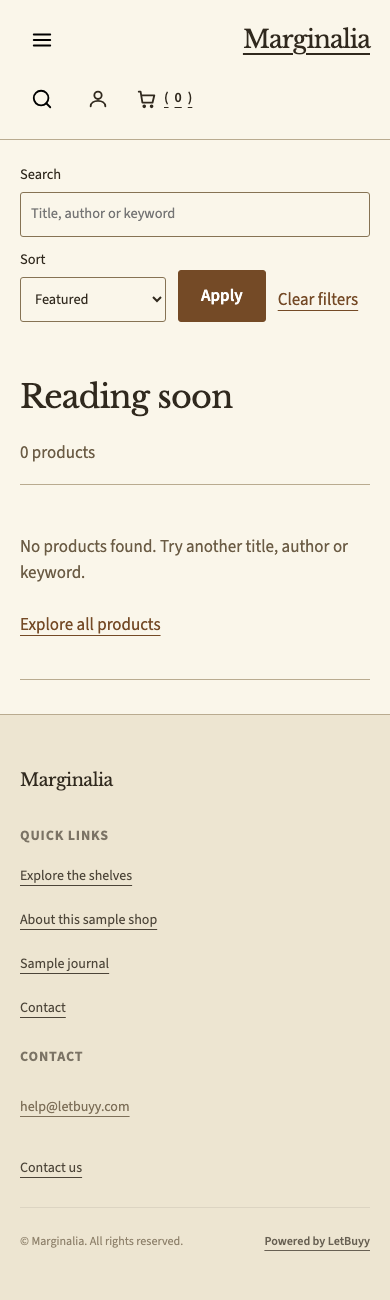 Marginalia
( 0 )
Search
Title, author or keyword
Sort
Featured
Apply
Clear filters
Reading soon
0 products
No products found. Try another title, author or
keyword.
Explore all products
Marginalia
QUICK LINKS
Explore the shelves
About this sample shop
Sample journal
Contact
CONTACT
help@letbuyy.com
Contact us
© Marginalia. All rights reserved.
Powered by LetBuyy